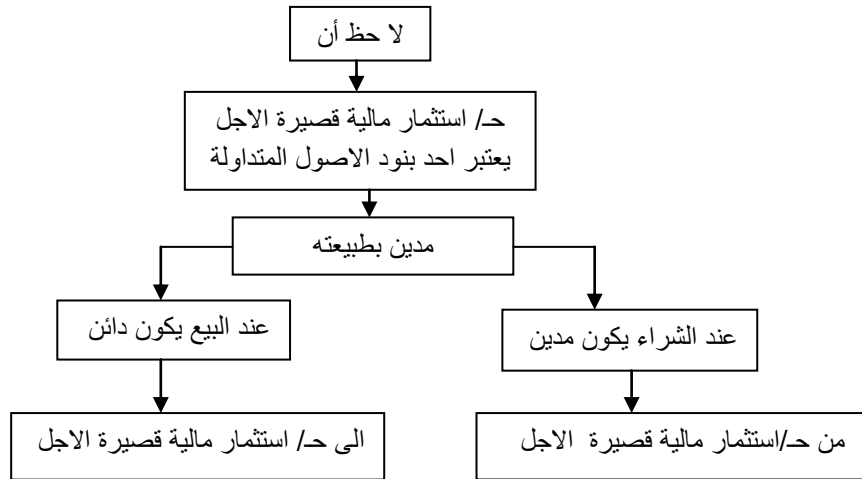 لا حظ أن
حـ/ استثمار مالية قصيرة الاجل
يعتبر احد بنود الاصول المتداولة
مدين بطبيعته
عند الشراء يكون مدين
عند البيع يكون دائن
من حـ/استثمار مالية قصيرة الاجل
الى حـ/ استثمار مالية قصيرة الاجل